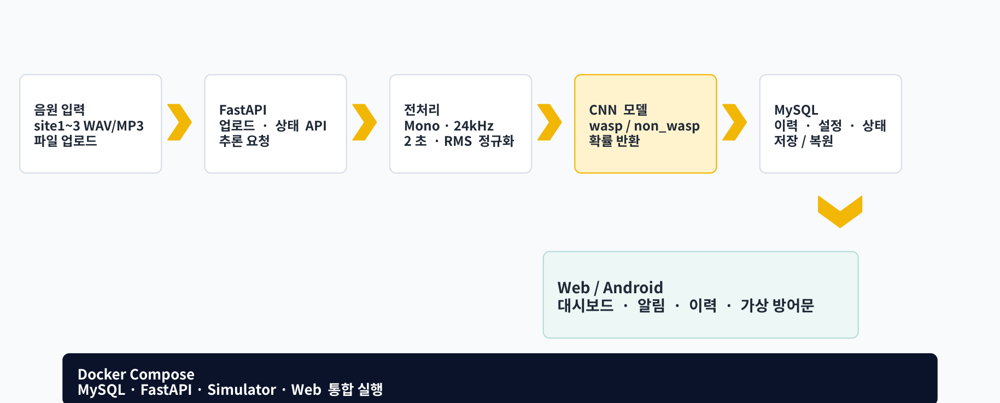 음원 입력
site1~3 WAV/MP3
파일 업로드
FastAPI
업로드 · 상태 API
추론 요청
전처리
Mono · 24kHz
2 초 · RMS 정규화
CNN 모델
wasp / non_wasp
확률 반환
MySQL
이력 · 설정 · 상태
저장 / 복원
Web / Android
대시보드 · 알림 · 이력 · 가상 방어문
Docker Compose
MySQL · FastAPI · Simulator · Web 통합 실행